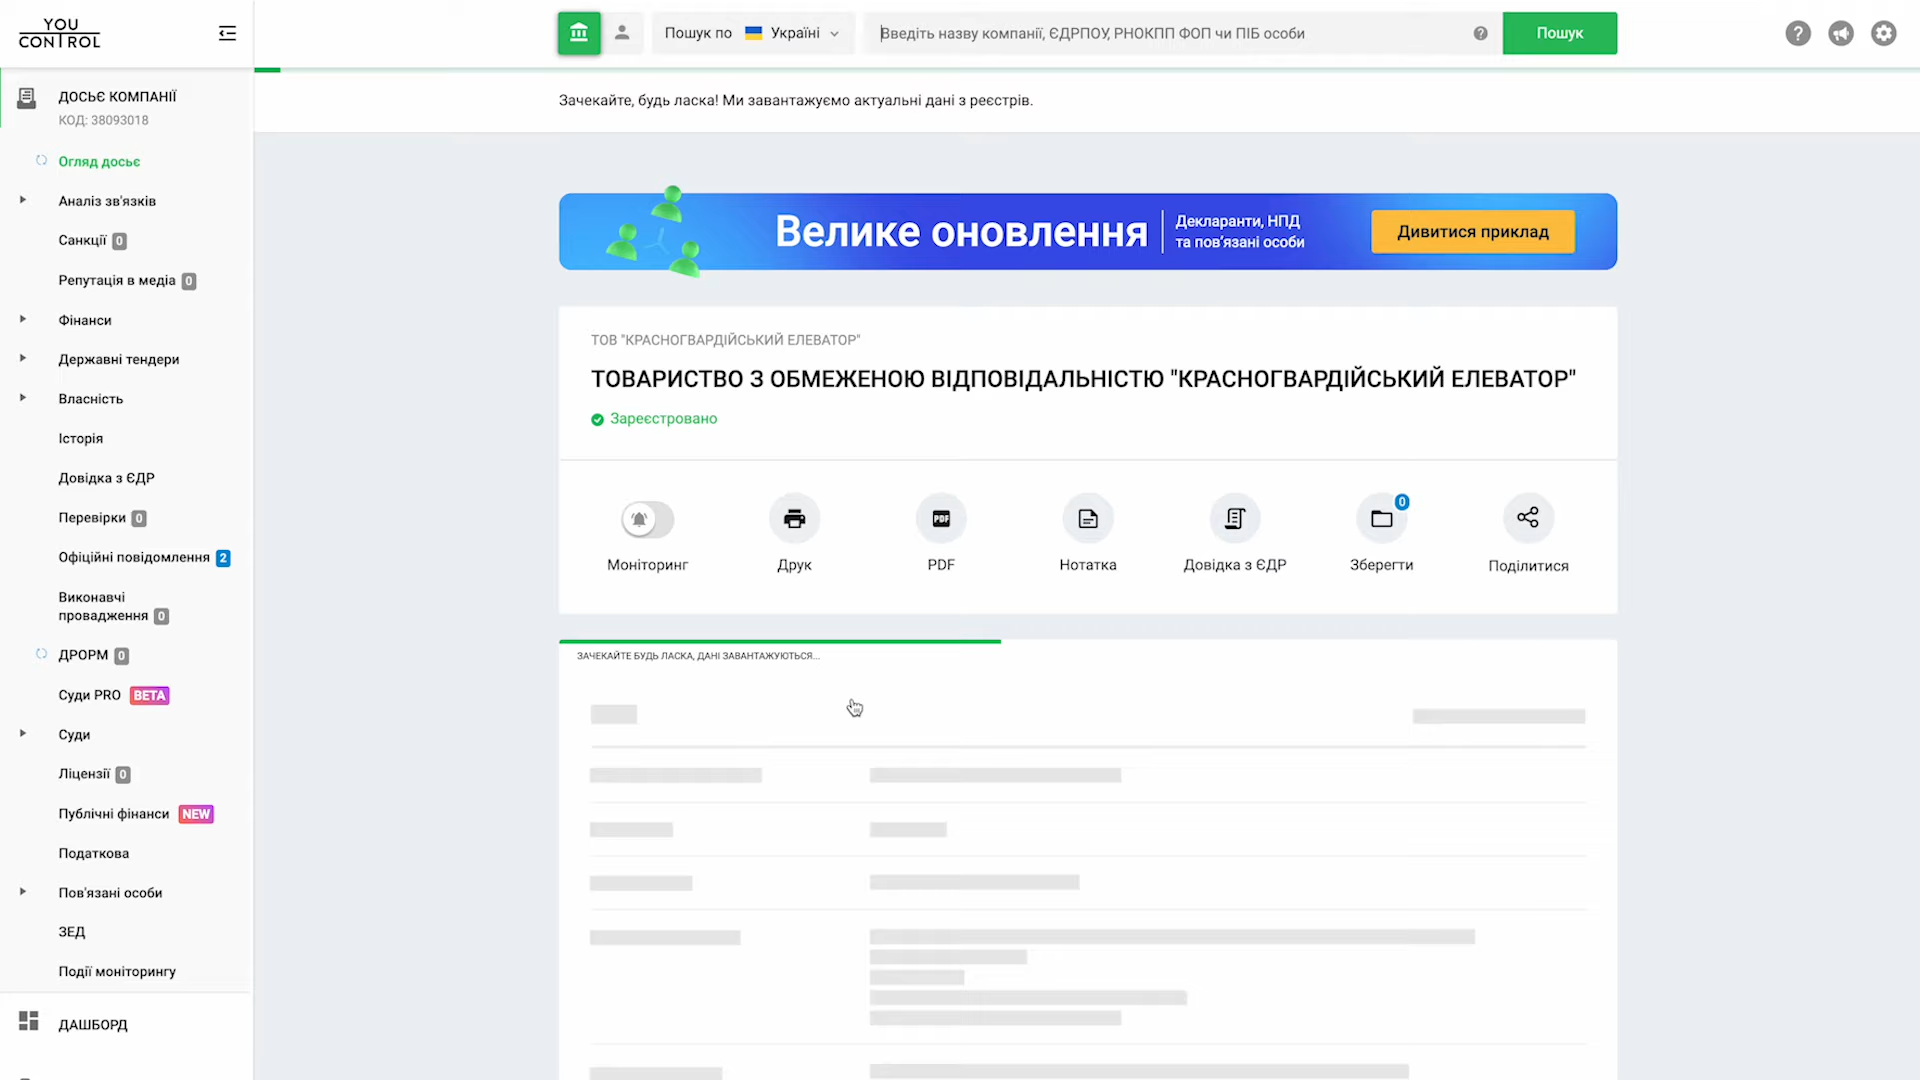 YOU
CONTROL
Пошук по
Україні
Введіть назву компанії, ЄДРПОУ, РНОКПП ФОП чи ПІБ особи
?
Пошук
?
ДОСЬЄ КОМПАНІЇ
КОД: 38093018
Огляд досьє
Аналіз зв'язків
Санкції 0
Репутація в медіа 0
Фінанси
Державні тендери
Власність
Історія
Довідка з ЄДР
Перевірки 0
Офіційні повідомлення 2
Виконавчі
провадження 0
ДРОРМ 0
Суди PRO BETA
Суди
Ліцензії 0
Публічні фінанси NEW
Податкова
Пов'язані особи
ЗЕД
Події моніторингу
ДАШБОРД
Зачекайте, будь ласка! Ми завантажуємо актуальні дані з реєстрів.
Велике оновлення
Декларанти, НПД
та пов’язані особи
Дивитися приклад
ТОВ "КРАСНОГВАРДІЙСЬКИЙ ЕЛЕВАТОР"
ТОВАРИСТВО З ОБМЕЖЕНОЮ ВІДПОВІДАЛЬНІСТЮ "КРАСНОГВАРДІЙСЬКИЙ ЕЛЕВАТОР"
Зареєстровано
Моніторинг
Друк
PDF
PDF
Нотатка
Довідка з ЄДР
0
Зберегти
Поділитися
ЗАЧЕКАЙТЕ БУДЬ ЛАСКА, ДАНІ ЗАВАНТАЖУЮТЬСЯ...